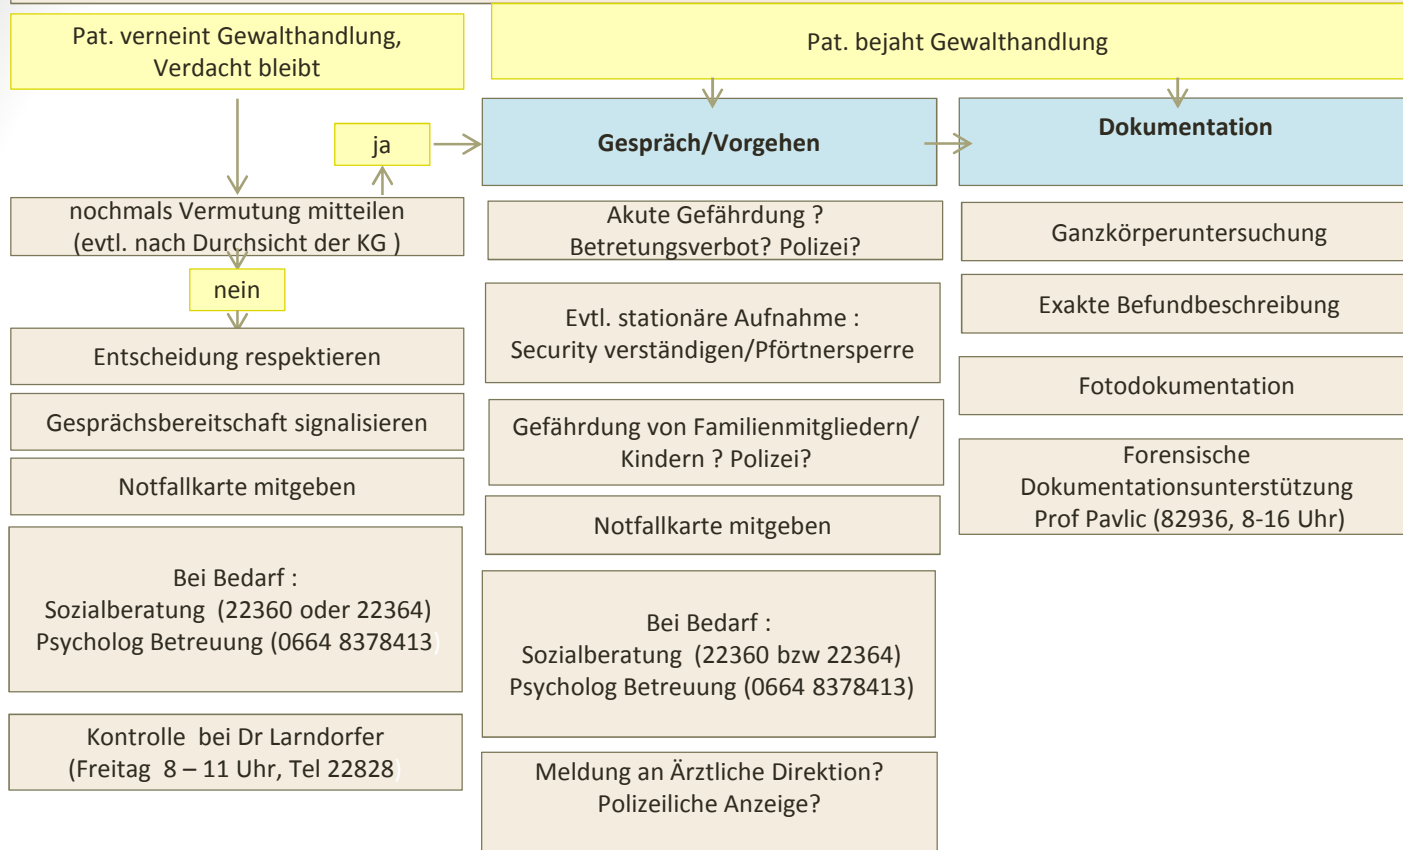 Pat. verneint Gewalthandlung,
Verdacht bleibt
Pat. bejaht Gewalthandlung
ja
nochmals Vermutung mitteilen
(evtl. nach Durchsicht der KG )
nein
Entscheidung respektieren
Gesprächsbereitschaft signalisieren
Notfallkarte mitgeben
Bei Bedarf :
Sozialberatung (22360 oder 22364)
Psycholog Betreuung (0664 8378413)
Kontrolle bei Dr Larndorfer
(Freitag 8 – 11 Uhr, Tel 22828)
Gespräch/Vorgehen
Akute Gefährdung ?
Betretungsverbot? Polizei?
Evtl. stationäre Aufnahme :
Security verständigen/Pförtnersperre
Gefährdung von Familienmitgliedern/
Kindern ? Polizei?
Notfallkarte mitgeben
Bei Bedarf :
Sozialberatung (22360 bzw 22364)
Psycholog Betreuung (0664 8378413)
Meldung an Ärztliche Direktion?
Polizeiliche Anzeige?
Dokumentation
Ganzkörperuntersuchung
Exakte Befundbeschreibung
Fotodokumentation
Forensische
Dokumentationsunterstützung
Prof Pavlic (82936, 8-16 Uhr)